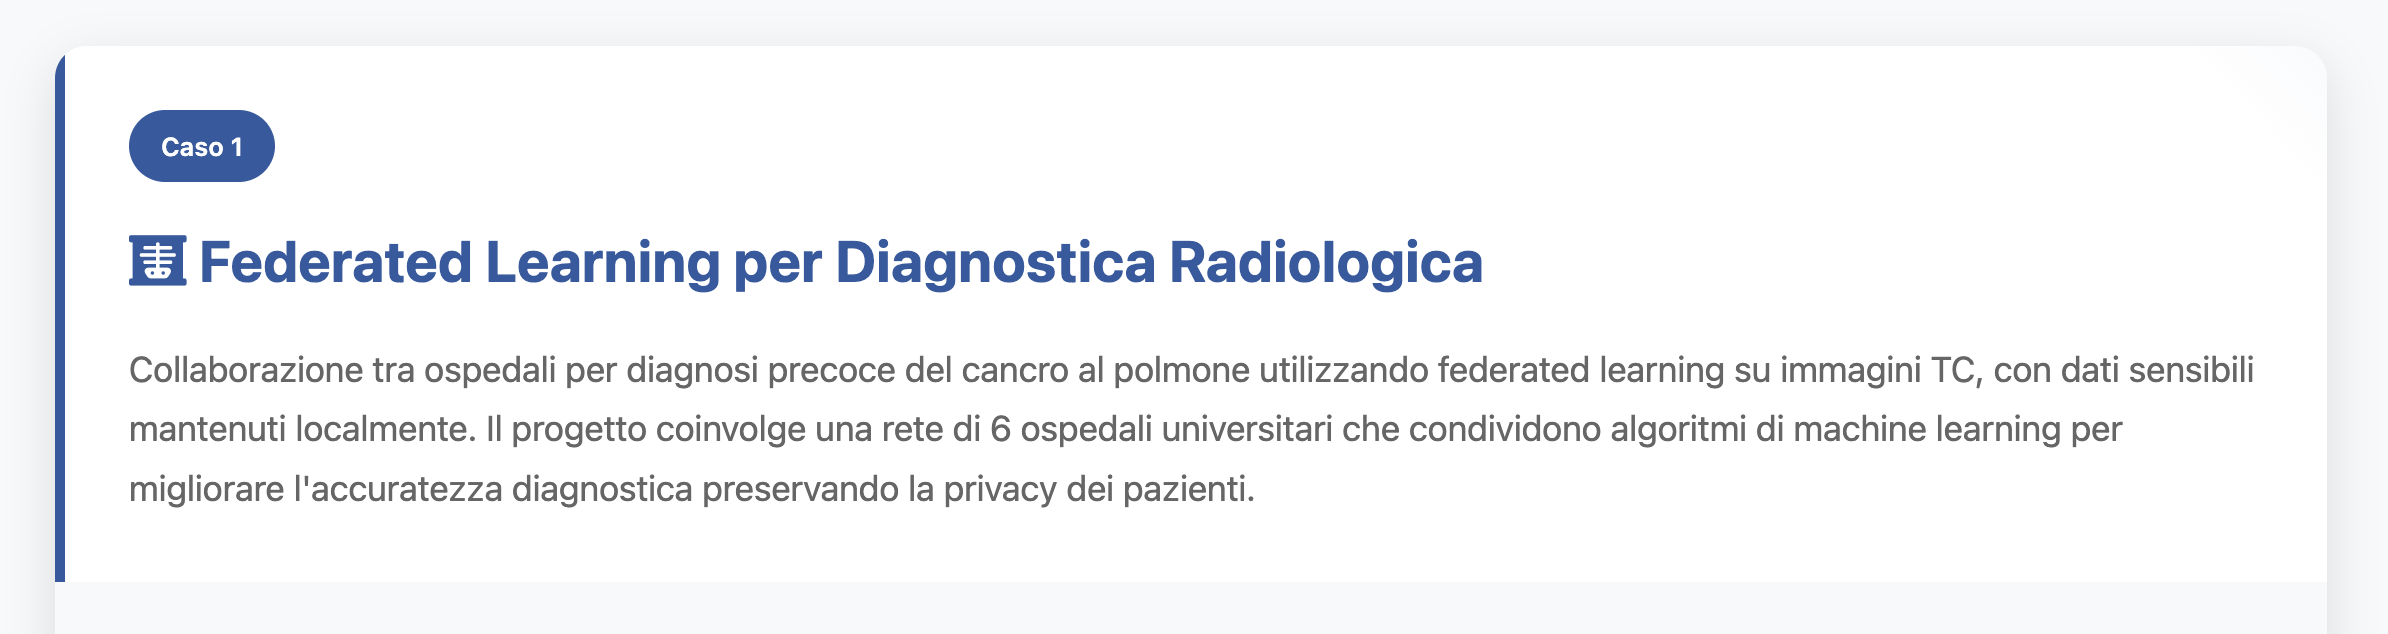 Caso 1
Federated Learning per Diagnostica Radiologica
Collaborazione tra ospedali per diagnosi precoce del cancro al polmone utilizzando federated learning su immagini TC, con dati sensibili
mantenuti localmente. Il progetto coinvolge una rete di 6 ospedali universitari che condividono algoritmi di machine learning per
migliorare l'accuratezza diagnostica preservando la privacy dei pazienti.